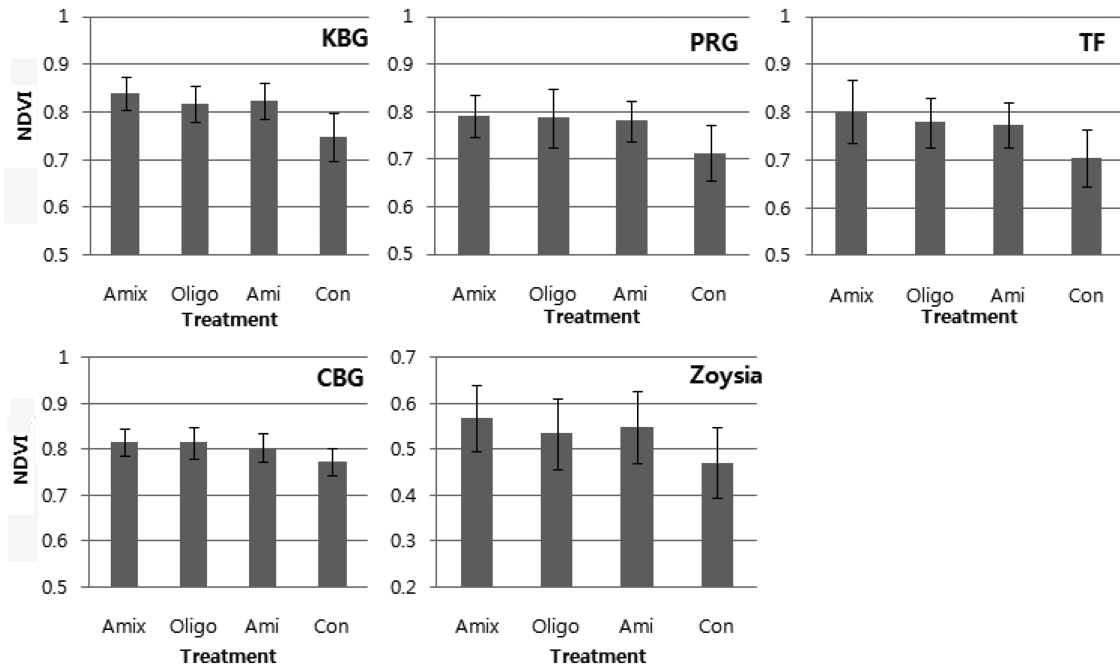 KBG
NDVI
1
0.9
0.8
0.7
0.6
0.5
Amix Oligo Ami Con
Treatment
PRG
1
0.9
0.8
0.7
0.6
0.5
Amix Oligo Ami Con
Treatment
TF
1
0.9
0.8
0.7
0.6
0.5
Amix Oligo Ami Con
Treatment
CBG
NDVI
1
0.9
0.8
0.7
0.6
0.5
Amix Oligo Ami Con
Treatment
Zoysia
0.7
0.6
0.5
0.4
0.3
0.2
Amix Oligo Ami Con
Treatment